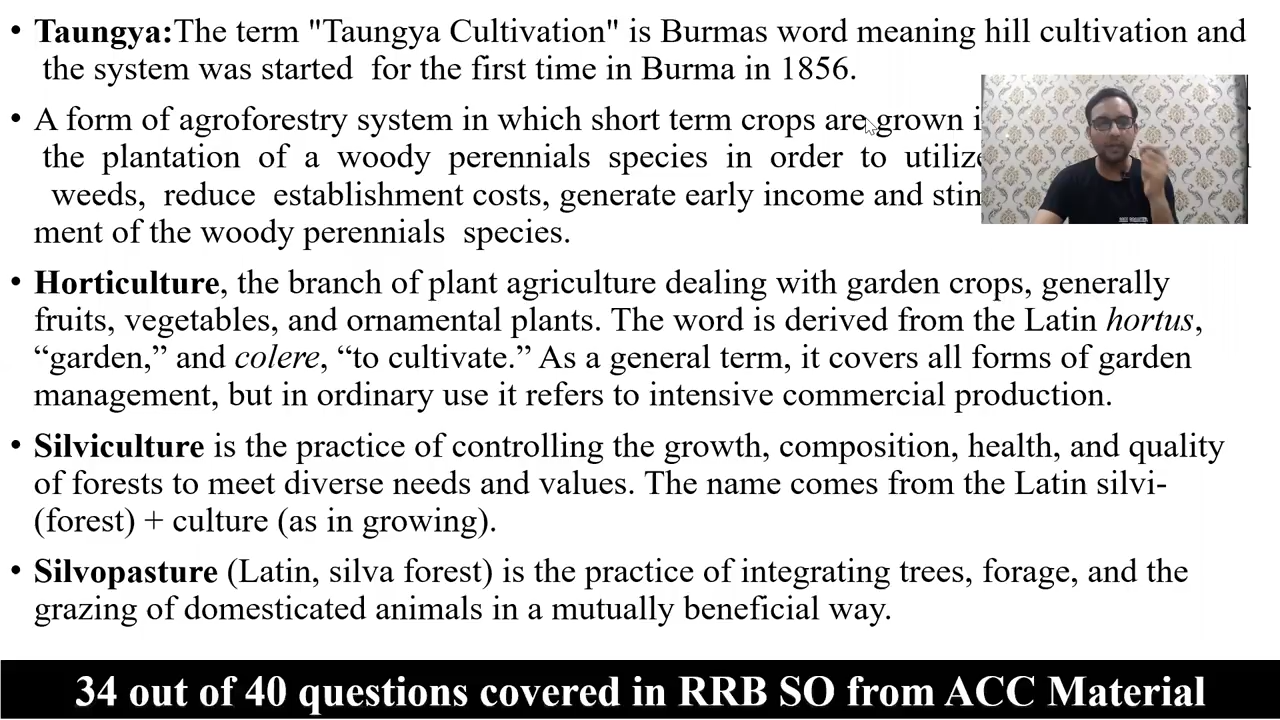 • Taungya:The term "Taungya Cultivation" is Burmas word meaning hill cultivation and
the system was started for the first time in Burma in 1856.
• A form of agroforestry system in which short term crops are grown
the plantation of a woody perennials species in order to utilize
weeds, reduce establishment costs, generate early income and
ment of the woody perennials species.
• Horticulture, the branch of plant agriculture dealing with garden crops, generally
fruits, vegetables, and ornamental plants. The word is derived from the Latin hortus,
“garden,” and colere, “to cultivate.” As a general term, it covers all forms of garden
management, but in ordinary use it refers to intensive commercial production.
• Silviculture is the practice of controlling the growth, composition, health, and quality
of forests to meet diverse needs and values. The name comes from the Latin silvi-
(forest) + culture (as in growing).
• Silvopasture (Latin, silva forest) is the practice of integrating trees, forage, and the
grazing of domesticated animals in a mutually beneficial way.
34 out of 40 questions covered in RRB SO from ACC Material